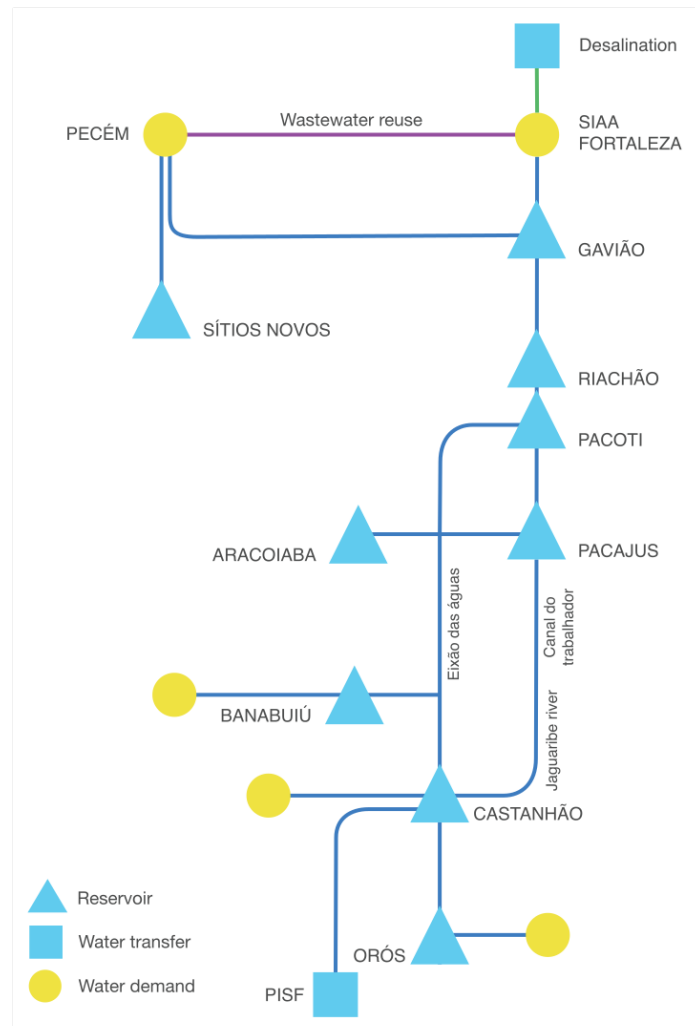 Desalination
Wastewater reuse
PECÉM
SIAA
FORTALEZA
GAVIÃO
SÍTIOS NOVOS
RIACHÃO
PACOTI
ARACOIABA
PACAJUS
Eixão das águas
Canal do
trabalhador
BANABUIÚ
Jaguaribe river
CASTANHÃO
Reservoir
Water transfer
ORÓS
Water demand
PISF